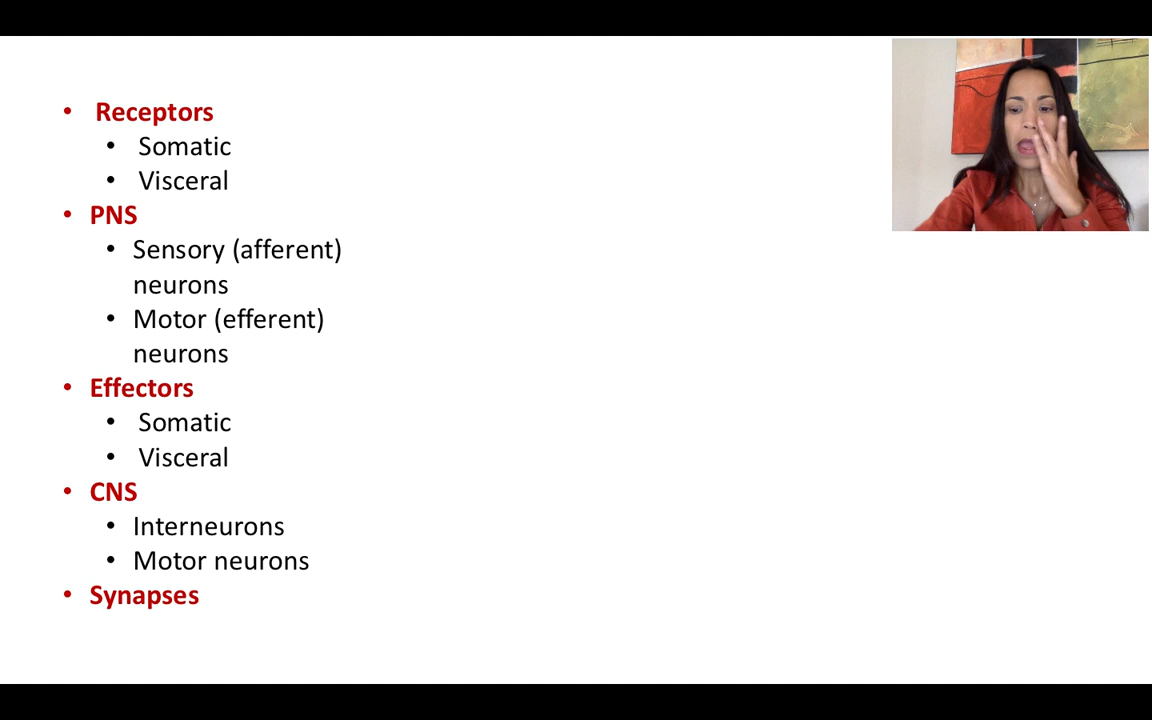 • Receptors
• Somatic
• Visceral
• PNS
• Sensory (afferent)
neurons
• Motor (efferent)
neurons
• Effectors
• Somatic
• Visceral
• CNS
• Interneurons
• Motor neurons
• Synapses